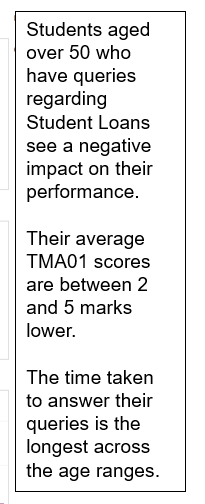 Students aged
over 50 who
have queries
regarding
Student Loans
see a negative
impact on their
performance.
Their average
TMA01 scores
are between 2
and 5 marks
lower.
The time taken
to answer their
queries is the
longest across
the age ranges.